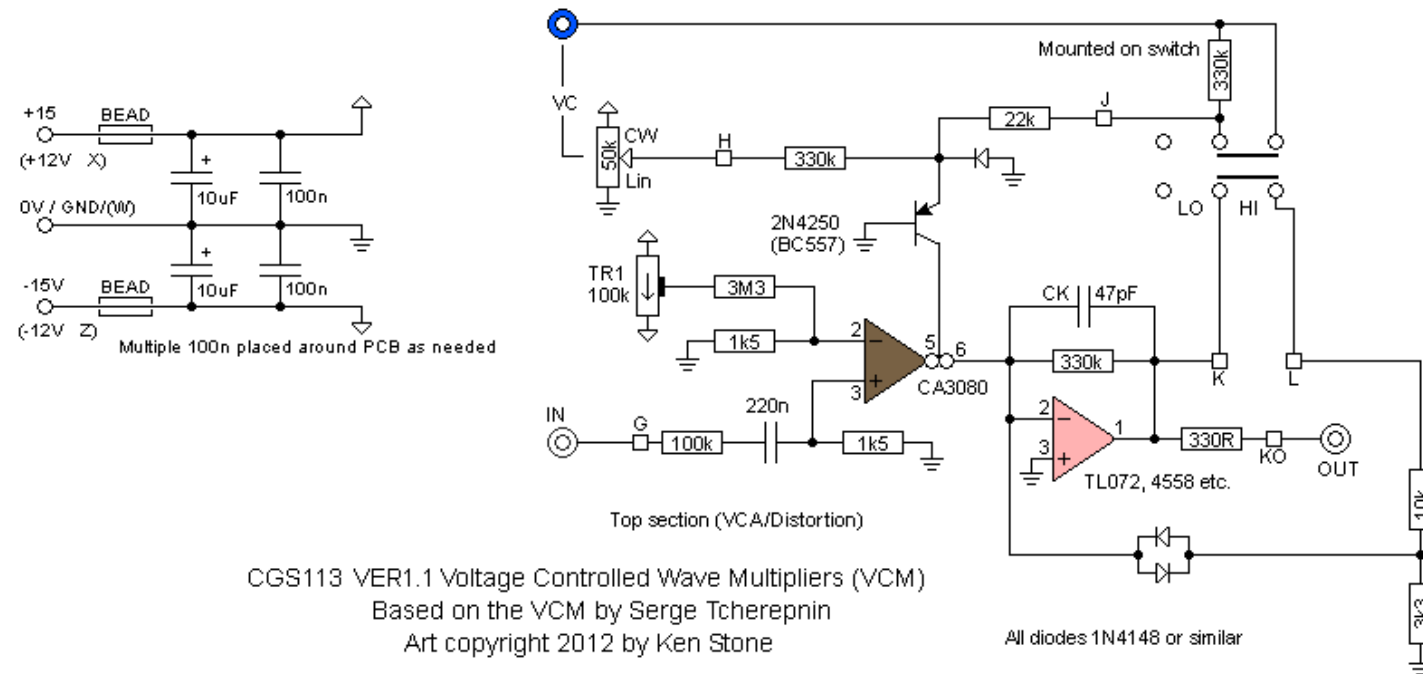 +15
BEAD
(+12V X)
+
10uF
100n
0V / GND/(W)
+
10uF
100n
-15V
BEAD
(-12V Z)
Multiple 100n placed around PCB as needed
Mounted on switch
330k
VC
50k
CW
Lin
H
330k
22k
J
LO
HI
2N4250
(BC557)
TR1
100k
3M3
1k5
2
−
5
6
+
3
CA3080
CK
47pF
330k
K
L
IN
G
100k
220n
1k5
2
−
3
+
1
330R
KO
OUT
TL072, 4558 etc.
10k
Top section (VCA/Distortion)
CGS113 VER1.1 Voltage Controlled Wave Multipliers (VCM)
Based on the VCM by Serge Tcherepnin
Art copyright 2012 by Ken Stone
All diodes 1N4148 or similar
3k3